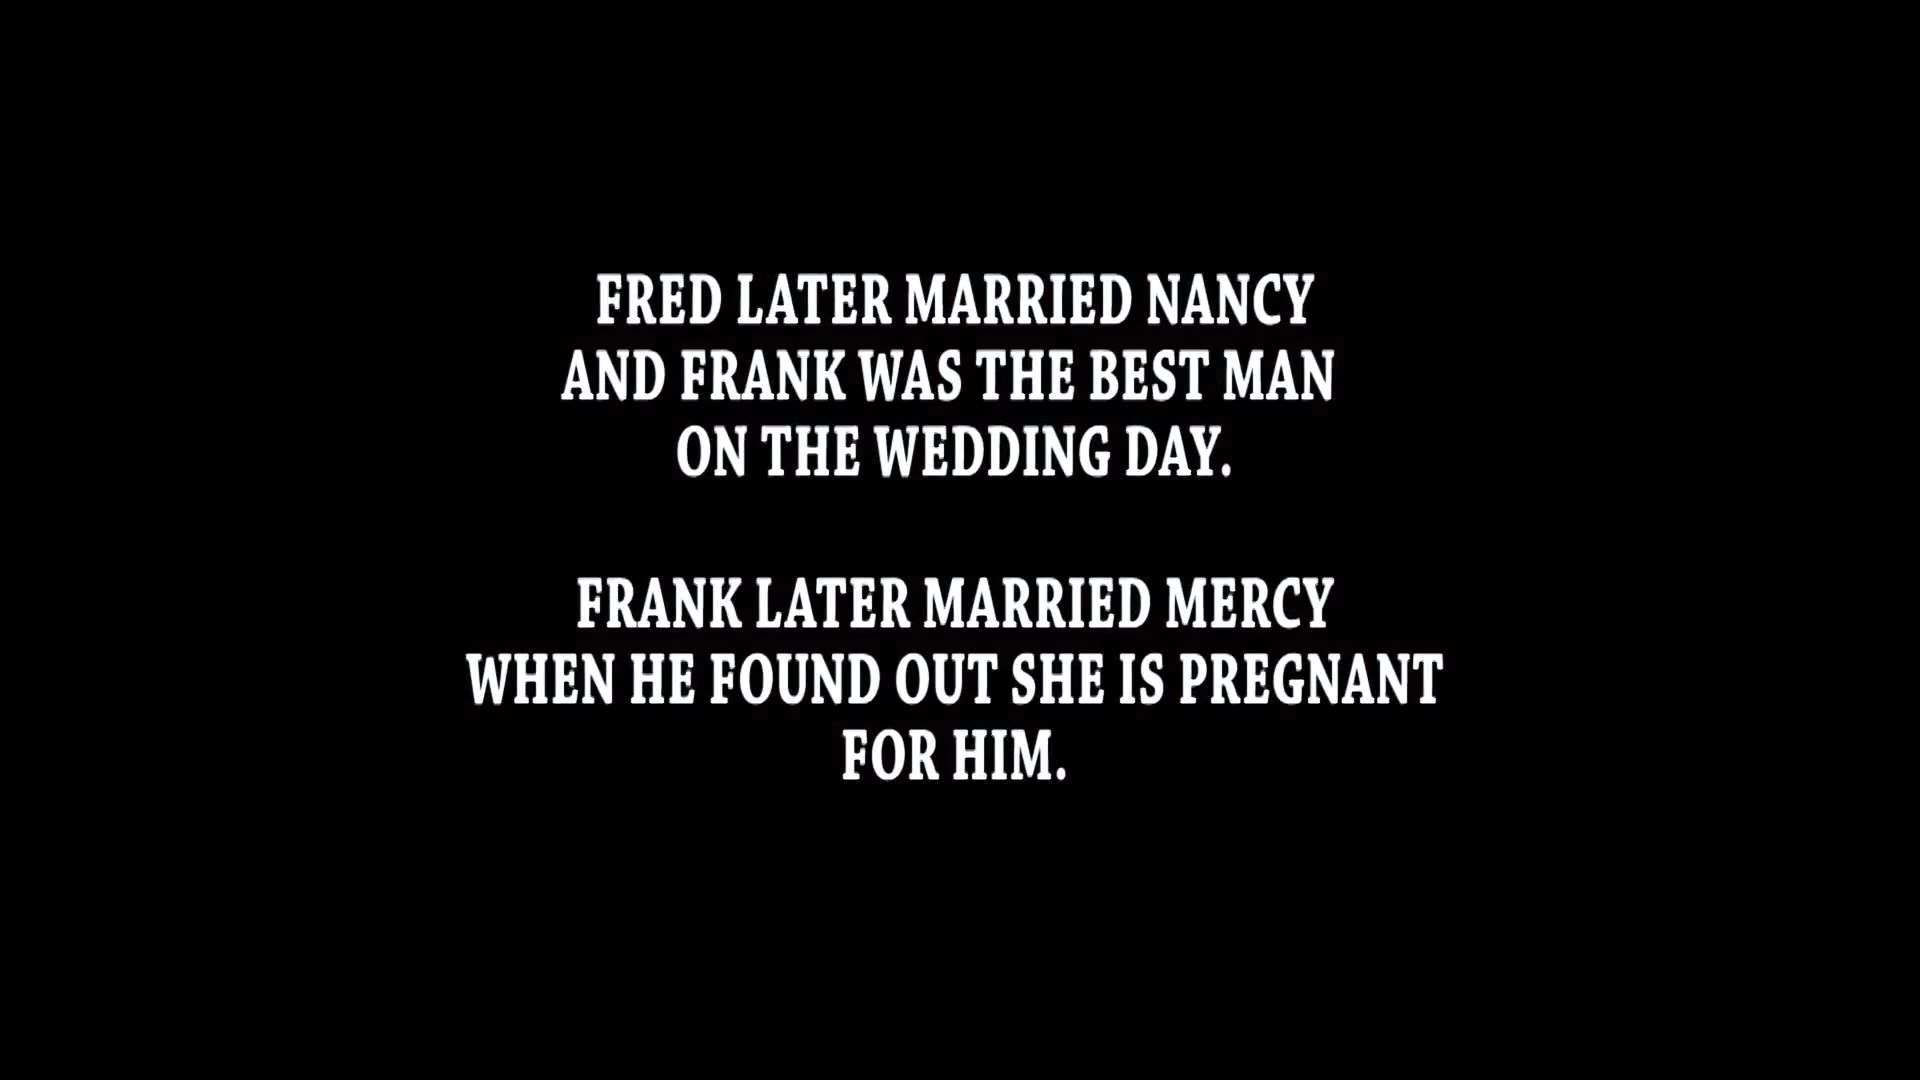 FRED LATER MARRIED NANCY
AND FRANK WAS THE BEST MAN
ON THE WEDDING DAY.
FRANK LATER MARRIED MERCY
WHEN HE FOUND OUT SHE IS PREGNANT
FOR HIM.